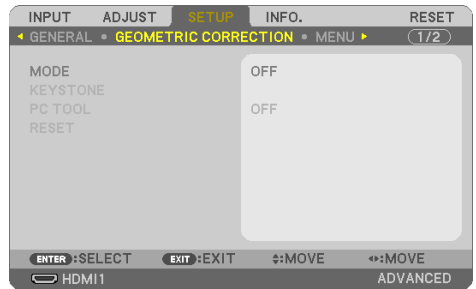 INPUT ADJUST SETUP INFO. RESET
GENERAL • GEOMETRIC CORRECTION • MENU 1/2
MODE OFF
KEYSTONE
PC TOOL OFF
RESET
ENTER:SELECT EXIT:EXIT :MOVE :MOVE
HDMI1 ADVANCED